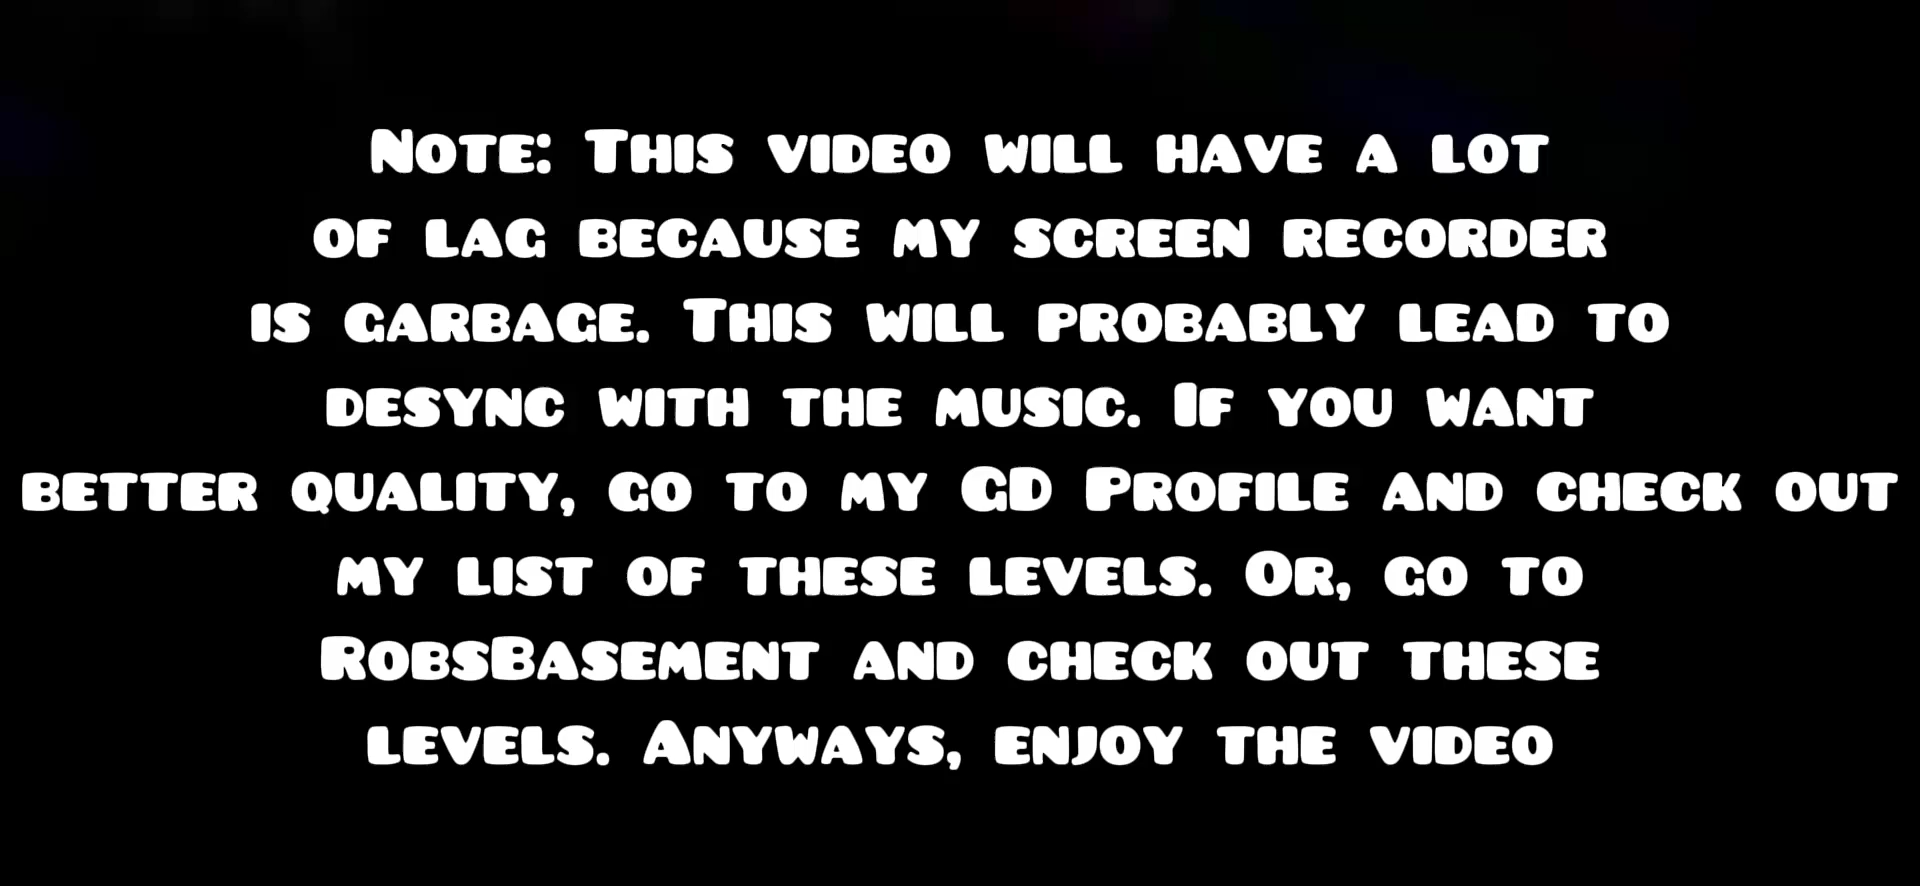 Note: This video will have a lot
of lag because my screen recorder
is garbage. This will probably lead to
desync with the music. If you want
better quality, go to my GD Profile and check out
my list of these levels. Or, go to
RobsBasement and check out these
levels. Anyways, enjoy the video